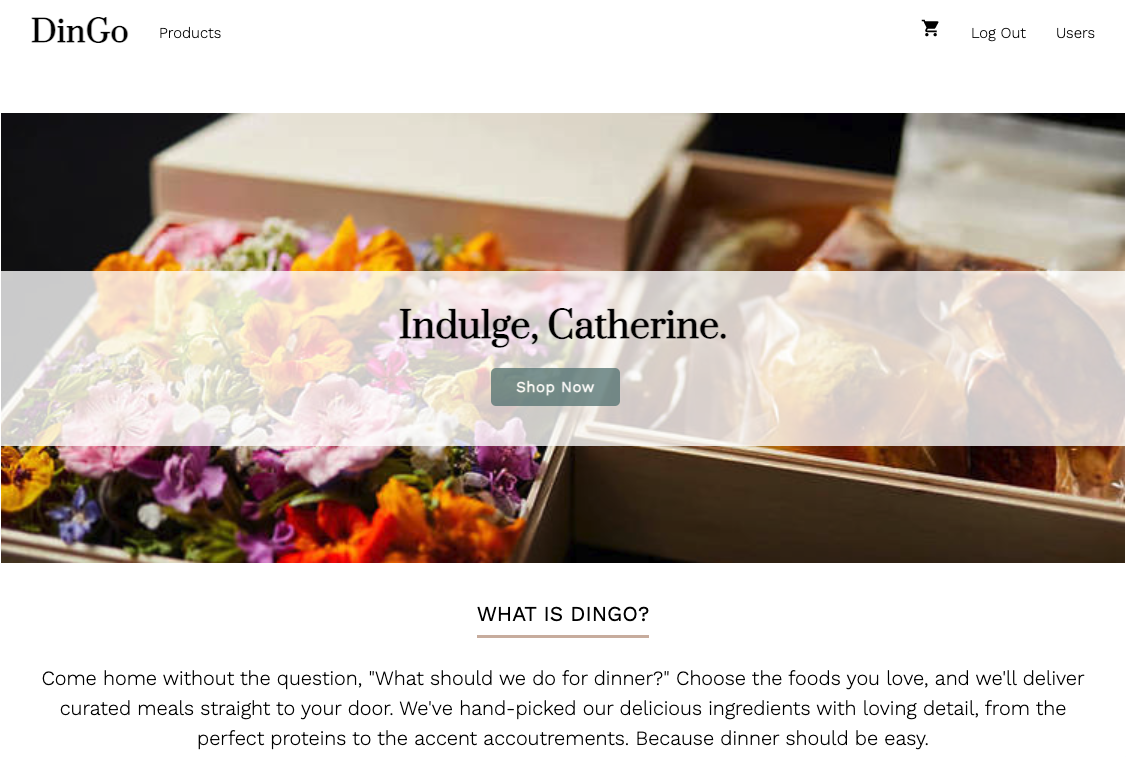 DinGo Products Log Out Users
Indulge, Catherine.
Shop Now
WHAT IS DINGO?
Come home without the question, "What should we do for dinner?" Choose the foods you love, and we'll deliver
curated meals straight to your door. We've hand-picked our delicious ingredients with loving detail, from the
perfect proteins to the accent accoutrements. Because dinner should be easy.